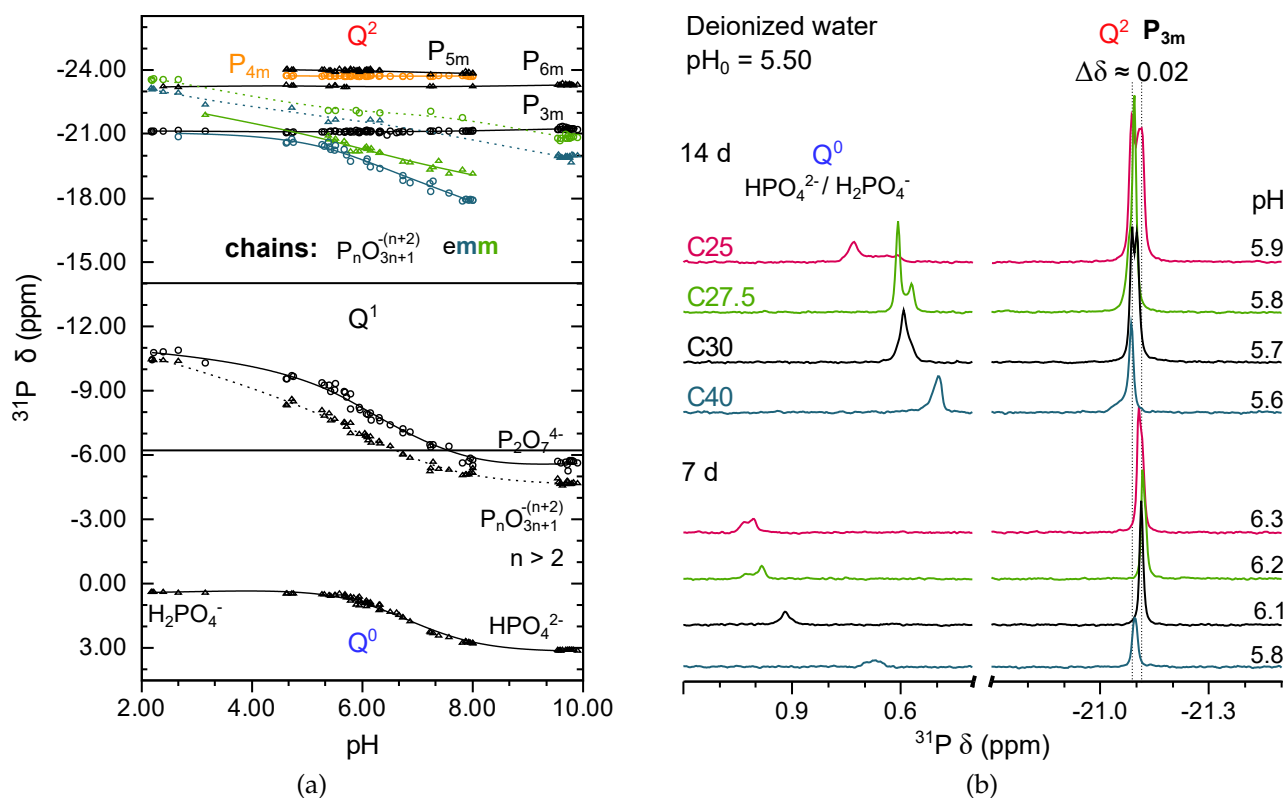 Q²
P5m
P4m
P6m
P3m
-24.00
-21.00
-18.00
-15.00
-12.00
-9.00
-6.00
-3.00
0.00
3.00
³¹P δ (ppm)
chains: PₙO₃ₙ₊₁⁻⁽ⁿ⁺²⁾ emm
Q¹
P₂O₇⁴⁻
PₙO₃ₙ₊₁⁻⁽ⁿ⁺²⁾
n > 2
H₂PO₄⁻
HPO₄²⁻
Q⁰
2.00 4.00 6.00 8.00 10.00
pH
(a)
Deionized water
pH₀ = 5.50
Q² P3m
Δδ ≈ 0.02
14 d
Q⁰
HPO₄²⁻ / H₂PO₄⁻
pH
C25
5.9
C27.5
5.8
C30
5.7
C40
5.6
7 d
6.3
6.2
6.1
5.8
0.9 0.6 -21.0 -21.3
³¹P δ (ppm)
(b)